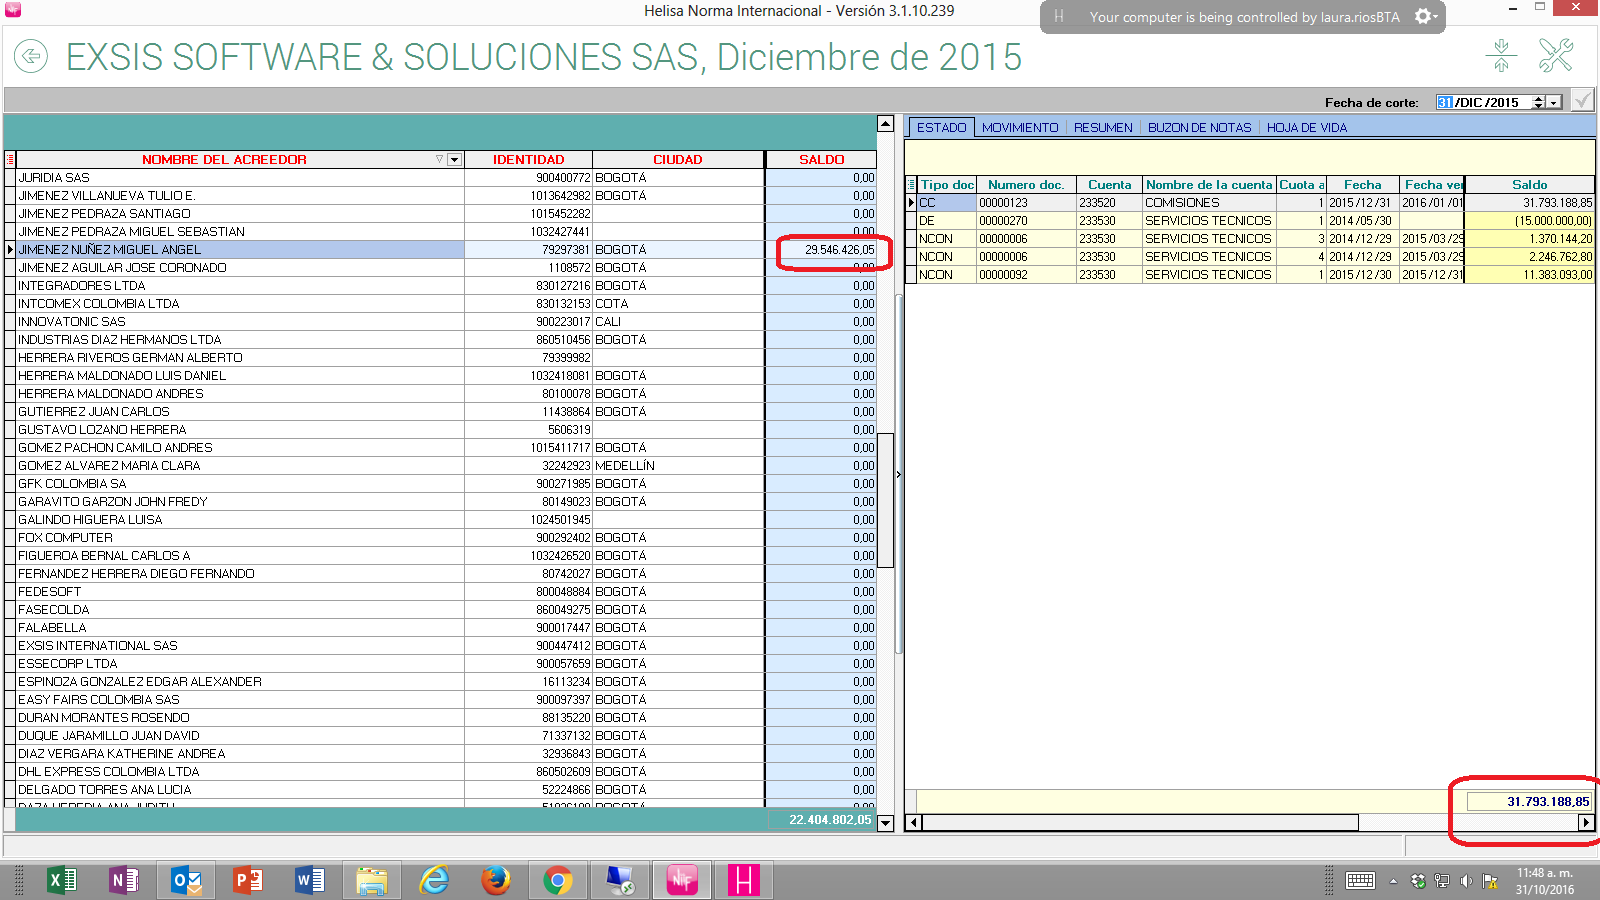 Helisa Norma Internacional - Versión 3.1.10.239
H Your computer is being controlled by laura.riosBTA
EXSIS SOFTWARE & SOLUCIONES SAS, Diciembre de 2015
Fecha de corte: 31/DIC/2015
ESTADO MOVIMIENTO RESUMEN BUZON DE NOTAS HOJA DE VIDA
NOMBRE DEL ACREEDOR IDENTIDAD CIUDAD SALDO
JURIDIA SAS 900400772 BOGOTÁ 0,00
JIMENEZ VILLANUEVA TULIO E. 1013642982 BOGOTÁ 0,00
JIMENEZ PEDRAZA SANTIAGO 1015452282 0,00
JIMENEZ PEDRAZA MIGUEL SEBASTIAN 1032427441 0,00
JIMENEZ NUÑEZ MIGUEL ANGEL 79297381 BOGOTÁ 29.546.426,05
JIMENEZ AGUILAR JOSE CORONADO 1108572 BOGOTÁ 0,00
INTEGRADORES LTDA 830127216 BOGOTÁ 0,00
INTCOMEX COLOMBIA LTDA 830132153 COTA 0,00
INNOVATONIC SAS 900223017 CALI 0,00
INDUSTRIAS DIAZ HERMANOS LTDA 860510456 BOGOTÁ 0,00
HERRERA RIVEROS GERMAN ALBERTO 79399982 0,00
HERRERA MALDONADO LUIS DANIEL 1032418081 BOGOTÁ 0,00
HERRERA MALDONADO ANDRES 80100078 BOGOTÁ 0,00
GUTIERREZ JUAN CARLOS 11438864 BOGOTÁ 0,00
GUSTAVO LOZANO HERRERA 5606319 0,00
GOMEZ PACHON CAMILO ANDRES 1015411717 BOGOTÁ 0,00
GOMEZ ALVAREZ MARIA CLARA 32242923 MEDELLÍN 0,00
GFK COLOMBIA SA 900271985 BOGOTÁ 0,00
GARAVITO GARZON JOHN FREDY 80149023 BOGOTÁ 0,00
GALINDO HIGUERA LUISA 1024501945 0,00
FOX COMPUTER 900292402 BOGOTÁ 0,00
FIGUEROA BERNAL CARLOS A 1032426520 BOGOTÁ 0,00
FERNANDEZ HERRERA DIEGO FERNANDO 80742027 BOGOTÁ 0,00
FEDESOFT 800048884 BOGOTÁ 0,00
FASECOLDA 860049275 BOGOTÁ 0,00
FALABELLA 900017447 BOGOTÁ 0,00
EXSIS INTERNATIONAL SAS 900447412 BOGOTÁ 0,00
ESSECORP LTDA 900057659 BOGOTÁ 0,00
ESPINOZA GONZALEZ EDGAR ALEXANDER 16113234 BOGOTÁ 0,00
EASY FAIRS COLOMBIA SAS 900097397 BOGOTÁ 0,00
DURAN MORANTES ROSENDO 88135220 BOGOTÁ 0,00
DUQUE JARAMILLO JUAN DAVID 71337132 BOGOTÁ 0,00
DIAZ VERGARA KATHERINE ANDREA 32936843 BOGOTÁ 0,00
DHL EXPRESS COLOMBIA LTDA 860502609 BOGOTÁ 0,00
DELGADO TORRES ANA LUCIA 52224866 BOGOTÁ 0,00
22.404.802,05
Tipo doc Numero doc. Cuenta Nombre de la cuenta Cuota a Fecha Fecha ver Saldo
CC 00000123 233520 COMISIONES 1 2015/12/31 2016/01/01 31.793.188,85
DE 00000270 233530 SERVICIOS TECNICOS 1 2014/05/30 (15.000.000,00)
NCON 00000006 233530 SERVICIOS TECNICOS 3 2014/12/29 2015/03/29 1.370.144,20
NCON 00000006 233530 SERVICIOS TECNICOS 4 2014/12/29 2015/03/29 2.246.762,80
NCON 00000092 233530 SERVICIOS TECNICOS 1 2015/12/30 2015/12/31 11.383.093,00
31.793.188,85
NIIF
H
11:48 a. m.
31/10/2016